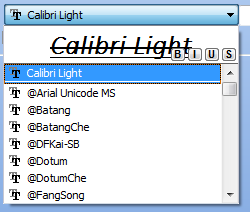 Calibri Light
Calibri Light
B I U S
Calibri Light
@Arial Unicode MS
@Batang
@BatangChe
@DFKai-SB
@Dotum
@DotumChe
@FangSong